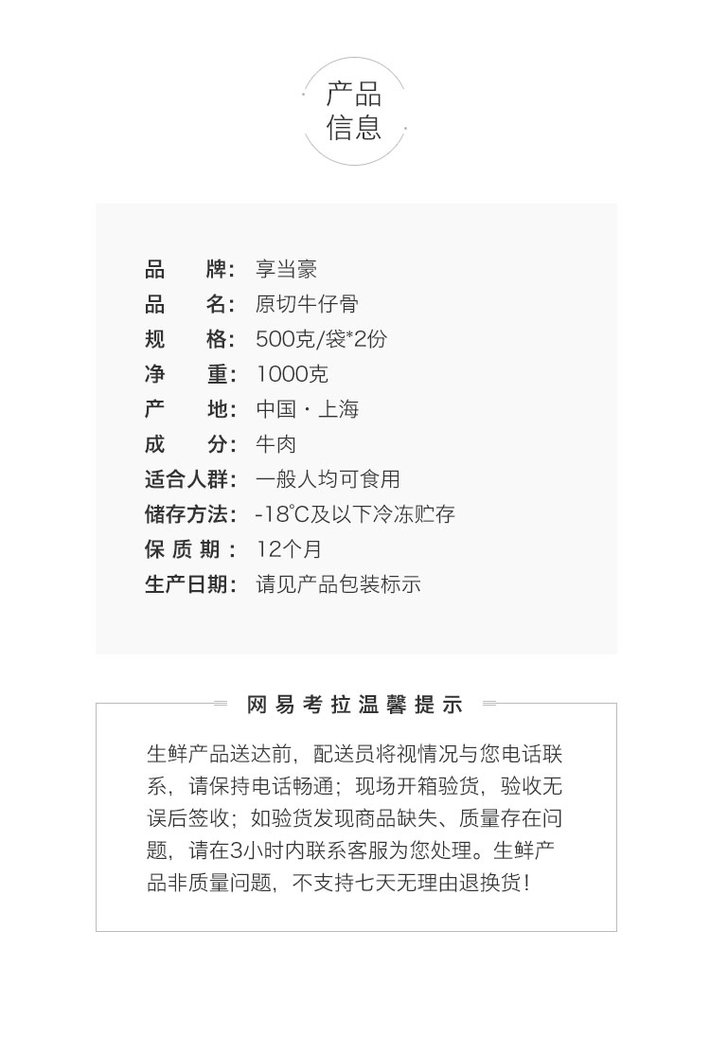 产品
信息
品牌：享当豪
品名：原切牛仔骨
规格：500克/袋*2份
净重：1000克
产地：中国·上海
成分：牛肉
适合人群：一般人均可食用
储存方法：-18℃及以下冷冻贮存
保质期：12个月
生产日期：请见产品包装标示
网易考拉温馨提示
生鲜产品送达前，配送员将视情况与您电话联
系，请保持电话畅通；现场开箱验货，验收无
误后签收；如验货发现商品缺失、质量存在问
题，请在3小时内联系客服为您处理。生鲜产
品非质量问题，不支持七天无理由退换货！